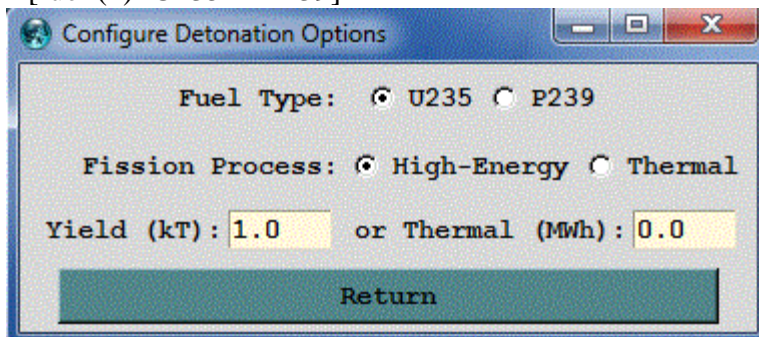 Configure Detonation Options
Fuel Type: U235 P239
Fission Process: High-Energy Thermal
Yield (kT): 1.0 or Thermal (MWh): 0.0
Return